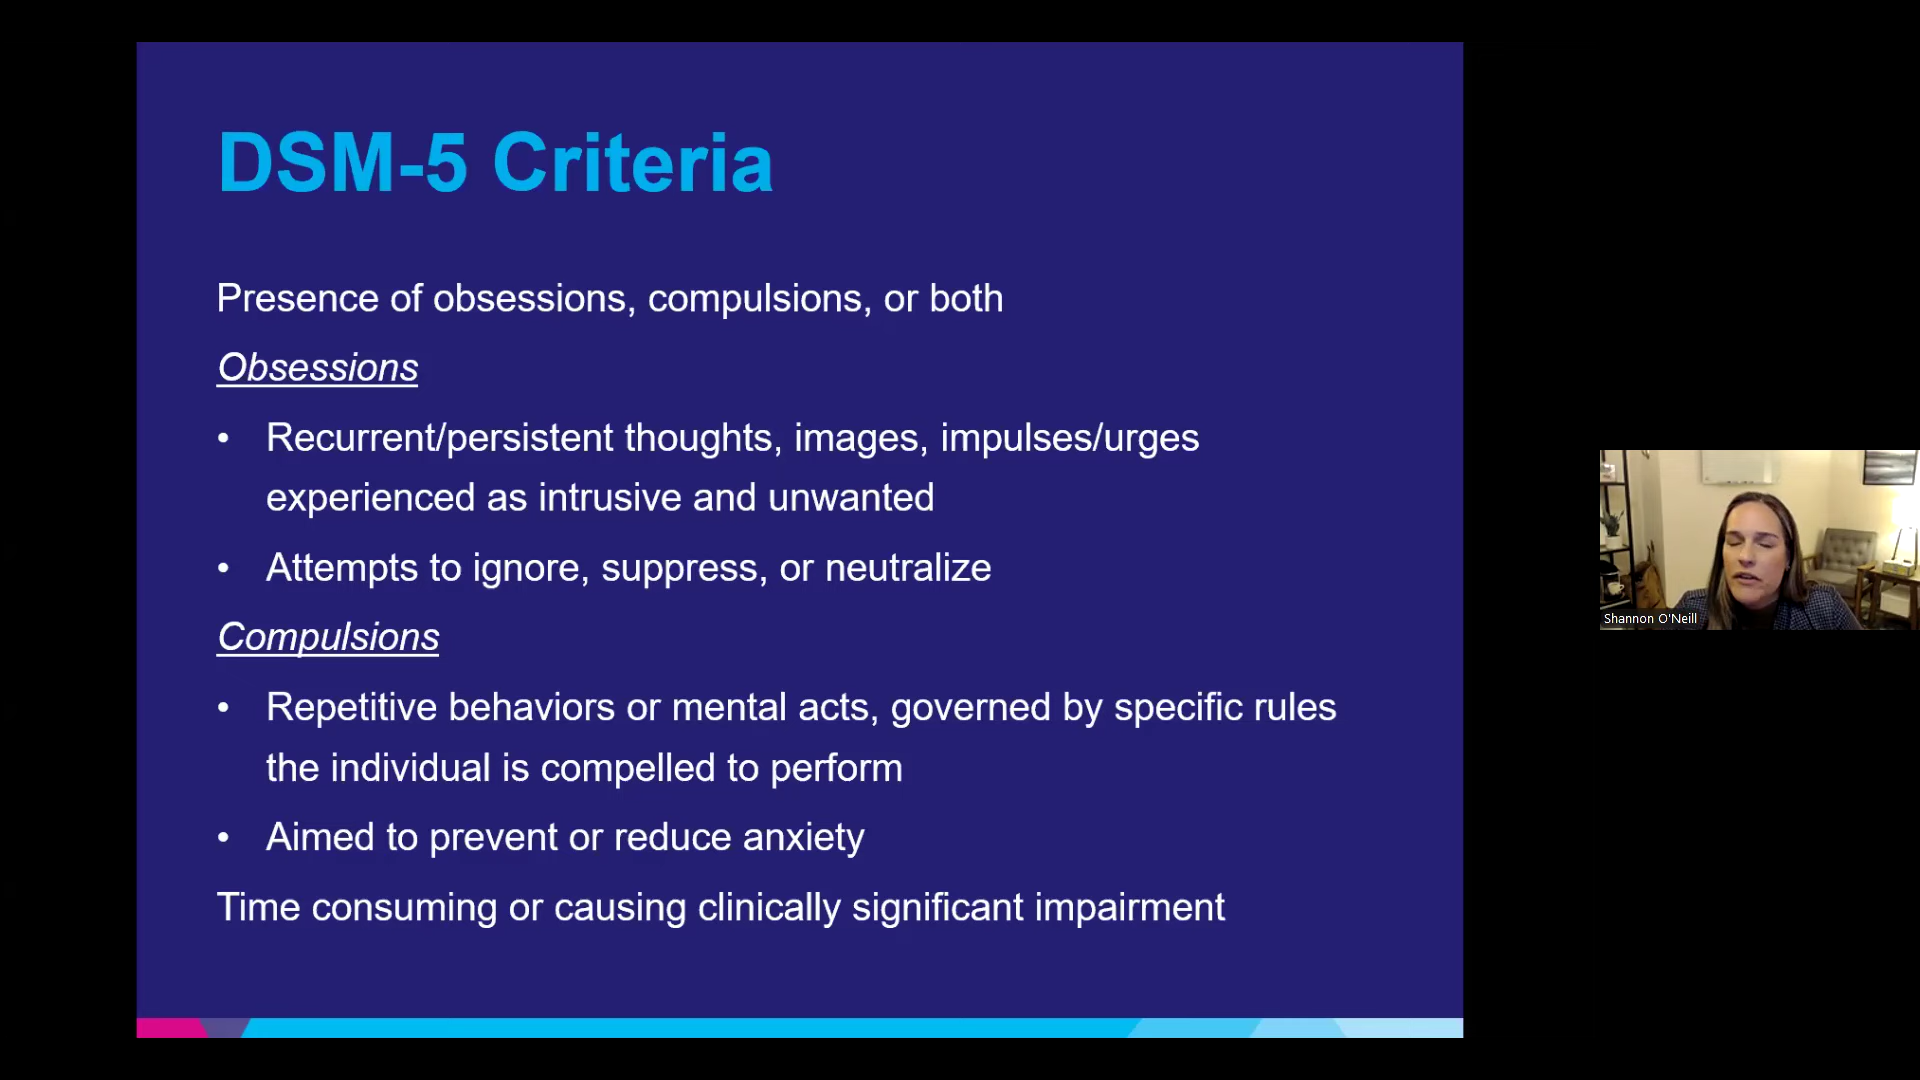 DSM-5 Criteria
Presence of obsessions, compulsions, or both
Obsessions
• Recurrent/persistent thoughts, images, impulses/urges
experienced as intrusive and unwanted
• Attempts to ignore, suppress, or neutralize
Compulsions
• Repetitive behaviors or mental acts, governed by specific rules
the individual is compelled to perform
• Aimed to prevent or reduce anxiety
Time consuming or causing clinically significant impairment
Shannon O'Neill